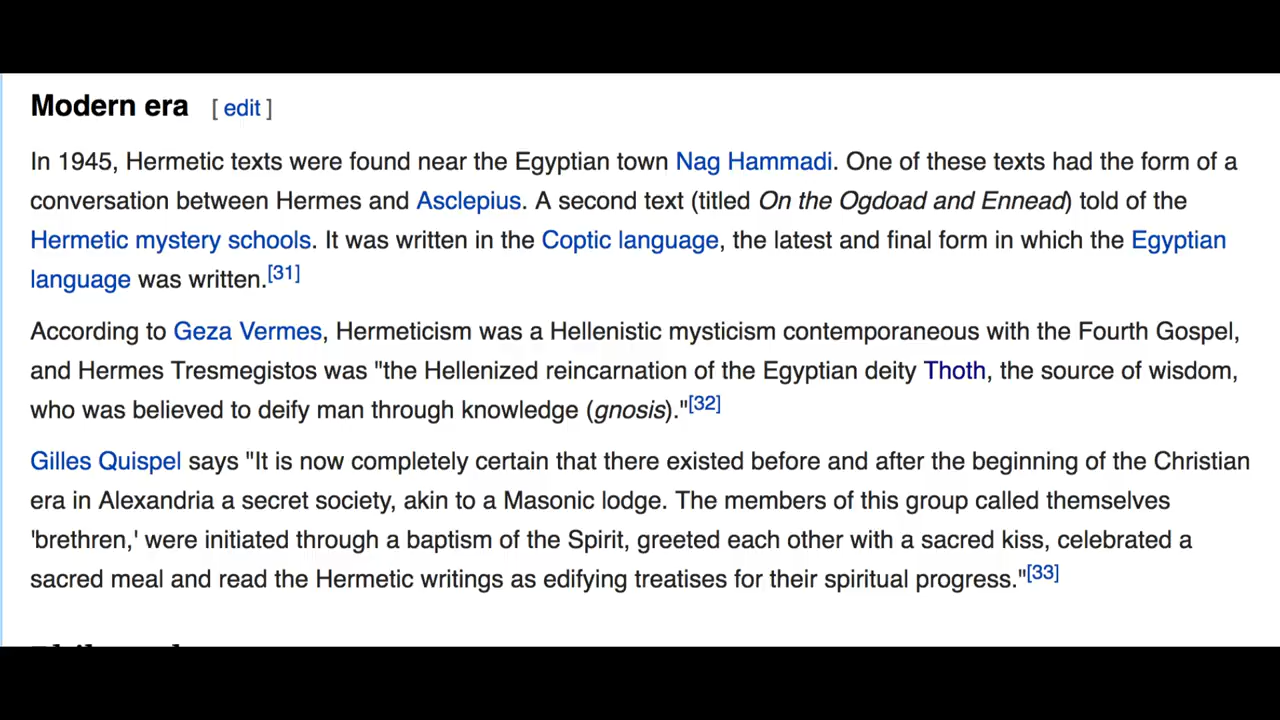 Modern era [ edit ]
In 1945, Hermetic texts were found near the Egyptian town Nag Hammadi. One of these texts had the form of a
conversation between Hermes and Asclepius. A second text (titled On the Ogdoad and Ennead) told of the
Hermetic mystery schools. It was written in the Coptic language, the latest and final form in which the Egyptian
language was written.[31]
According to Geza Vermes, Hermeticism was a Hellenistic mysticism contemporaneous with the Fourth Gospel,
and Hermes Tresmegistos was "the Hellenized reincarnation of the Egyptian deity Thoth, the source of wisdom,
who was believed to deify man through knowledge (gnosis)."[32]
Gilles Quispel says "It is now completely certain that there existed before and after the beginning of the Christian
era in Alexandria a secret society, akin to a Masonic lodge. The members of this group called themselves
'brethren,' were initiated through a baptism of the Spirit, greeted each other with a sacred kiss, celebrated a
sacred meal and read the Hermetic writings as edifying treatises for their spiritual progress."[33]